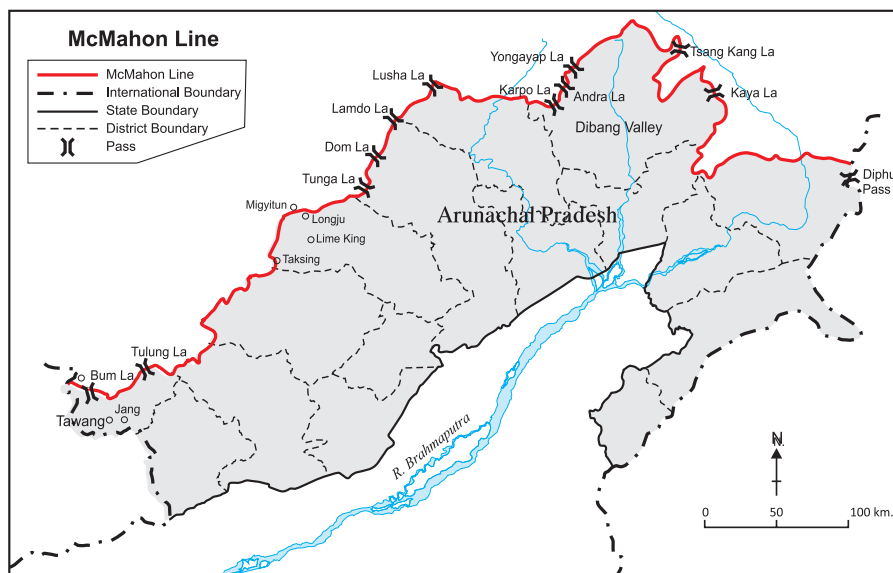 McMahon Line
McMahon Line
International Boundary
State Boundary
District Boundary
Pass
Tsang Kang La
Yongayap La
Lusha La
Karpo La
Andra La
Kaya La
Lamdo La
Dibang Valley
Dom La
Tunga La
Diphu
Pass
Migyitun
Longju
Arunachal Pradesh
Lime King
Taksing
Tulung La
Bum La
Jang
Tawang
R. Brahmaputra
N.
0 50 100 km.